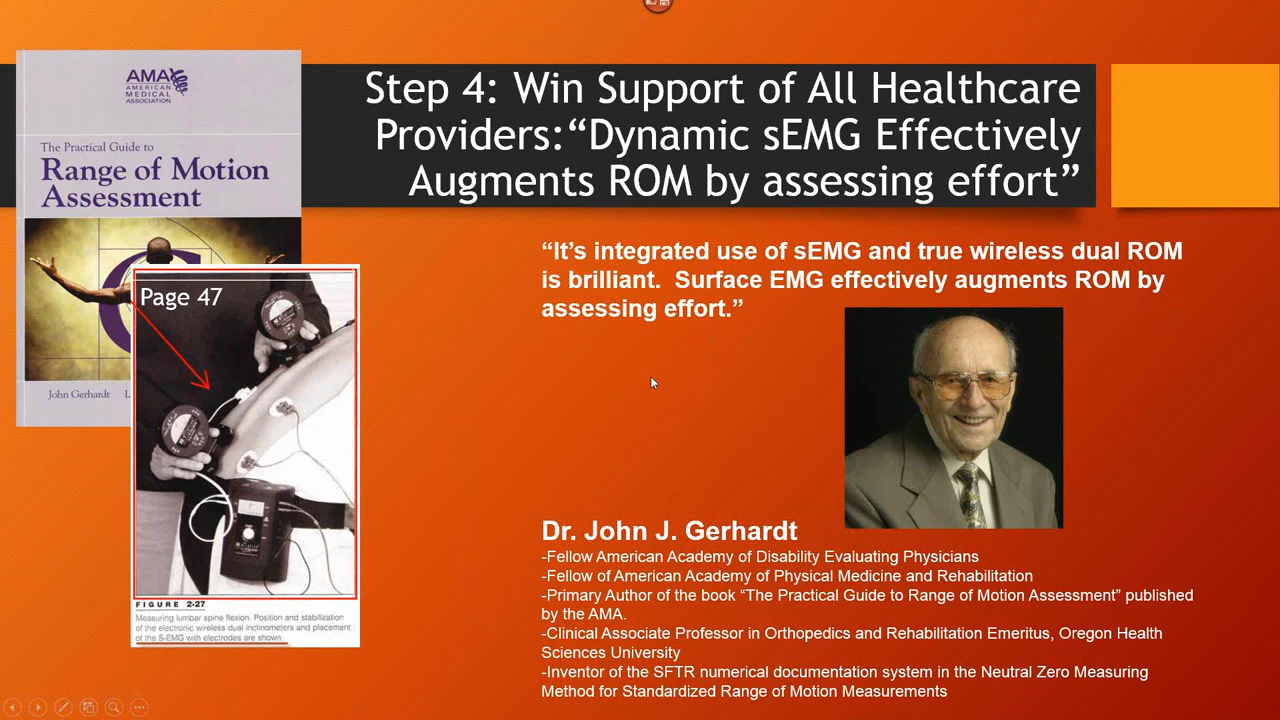 AMA
AMERICAN
MEDICAL
ASSOCIATION
The Practical Guide to
Range of Motion
Assessment
John Gerhardt L
Page 47
FIGURE 2-27
Measuring lumbar spine flexion. Position and stabilization
of the electronic wireless dual inclinometers and placement
of the S-EMG with electrodes are shown.
Step 4: Win Support of All Healthcare
Providers:“Dynamic sEMG Effectively
Augments ROM by assessing effort”
“It’s integrated use of sEMG and true wireless dual ROM
is brilliant.  Surface EMG effectively augments ROM by
assessing effort.”
Dr. John J. Gerhardt
-Fellow American Academy of Disability Evaluating Physicians
-Fellow of American Academy of Physical Medicine and Rehabilitation
-Primary Author of the book “The Practical Guide to Range of Motion Assessment” published
by the AMA.
-Clinical Associate Professor in Orthopedics and Rehabilitation Emeritus, Oregon Health
Sciences University
-Inventor of the SFTR numerical documentation system in the Neutral Zero Measuring
Method for Standardized Range of Motion Measurements